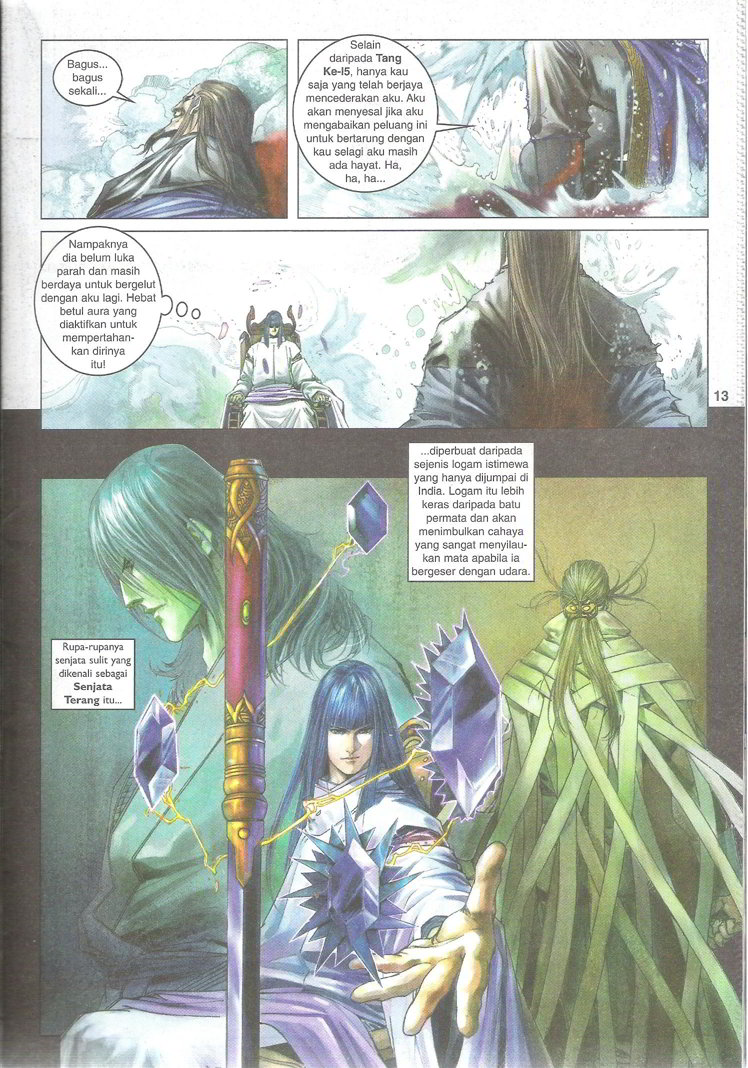 Bagus...
bagus
sekali...
Selain
daripada Tang
Ke-I5, hanya kau
saja yang telah berjaya
mencederakan aku. Aku
akan menyesal jika aku
mengabaikan peluang ini
untuk bertarung dengan
kau selagi aku masih
ada hayat. Ha,
ha, ha...
Nampaknya
dia belum luka
parah dan masih
berdaya untuk bergelut
dengan aku lagi. Hebat
betul aura yang
diaktifkan untuk
mempertahan-
kan dirinya
itu!
13
Rupa-rupanya
senjata sulit yang
dikenali sebagai
Senjata
Terang itu...
...diperbuat daripada
sejenis logam istimewa
yang hanya dijumpai di
India. Logam itu lebih
keras daripada batu
permata dan akan
menimbulkan cahaya
yang sangat menyilau-
kan mata apabila ia
bergeser dengan udara.